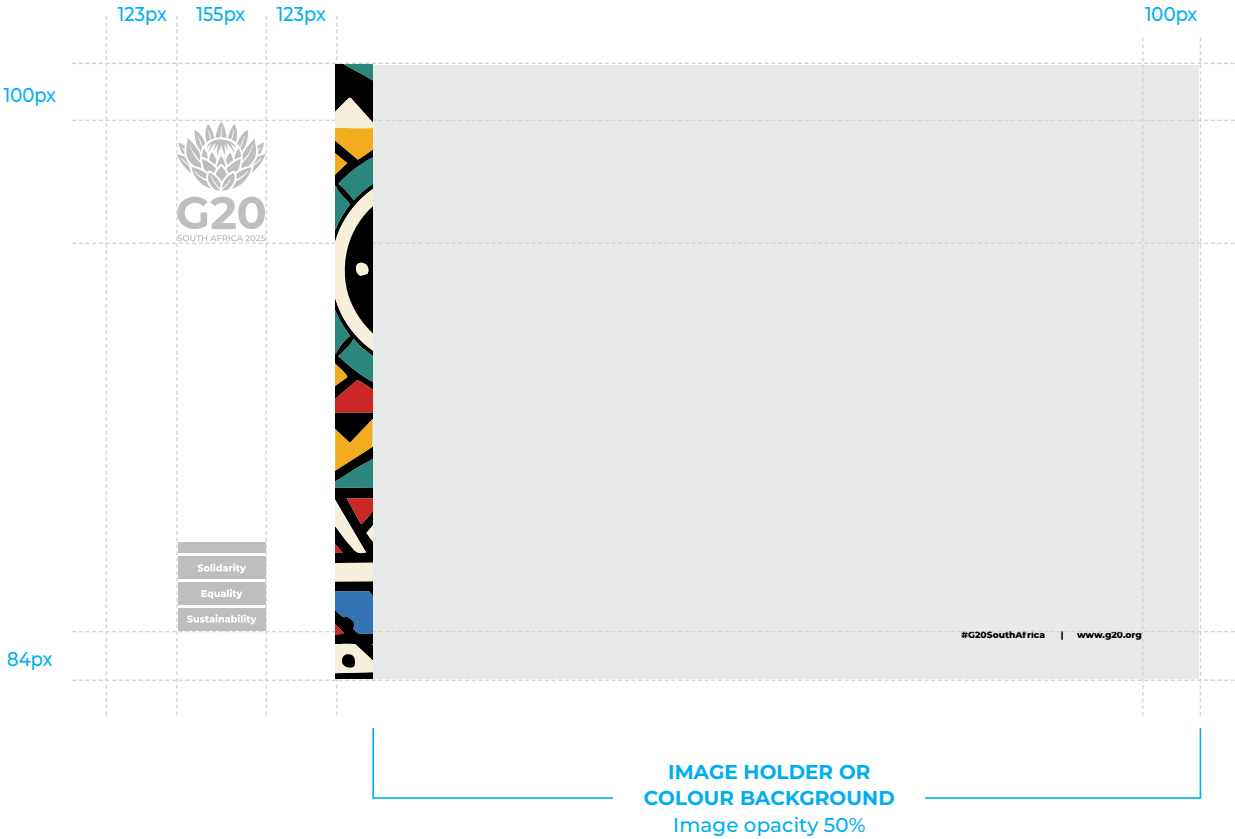 123px
155px
123px
100px
100px
G20
SOUTH AFRICA 2025
Solidarity
Equality
Sustainability
#G20SouthAfrica | www.g20.org
84px
IMAGE HOLDER OR
COLOUR BACKGROUND
Image opacity 50%